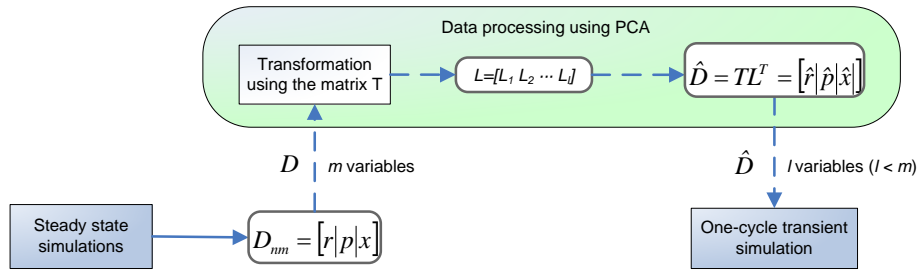 Data processing using PCA
Transformation
using the matrix T
L=[L₁ L₂ ⋯ Lₗ]
D̂ = TLᵀ = [r̂|p̂|x̂|]
D
m variables
D̂
l variables (l < m)
Steady state
simulations
Dₙₘ = [r|p|x]
One-cycle transient
simulation